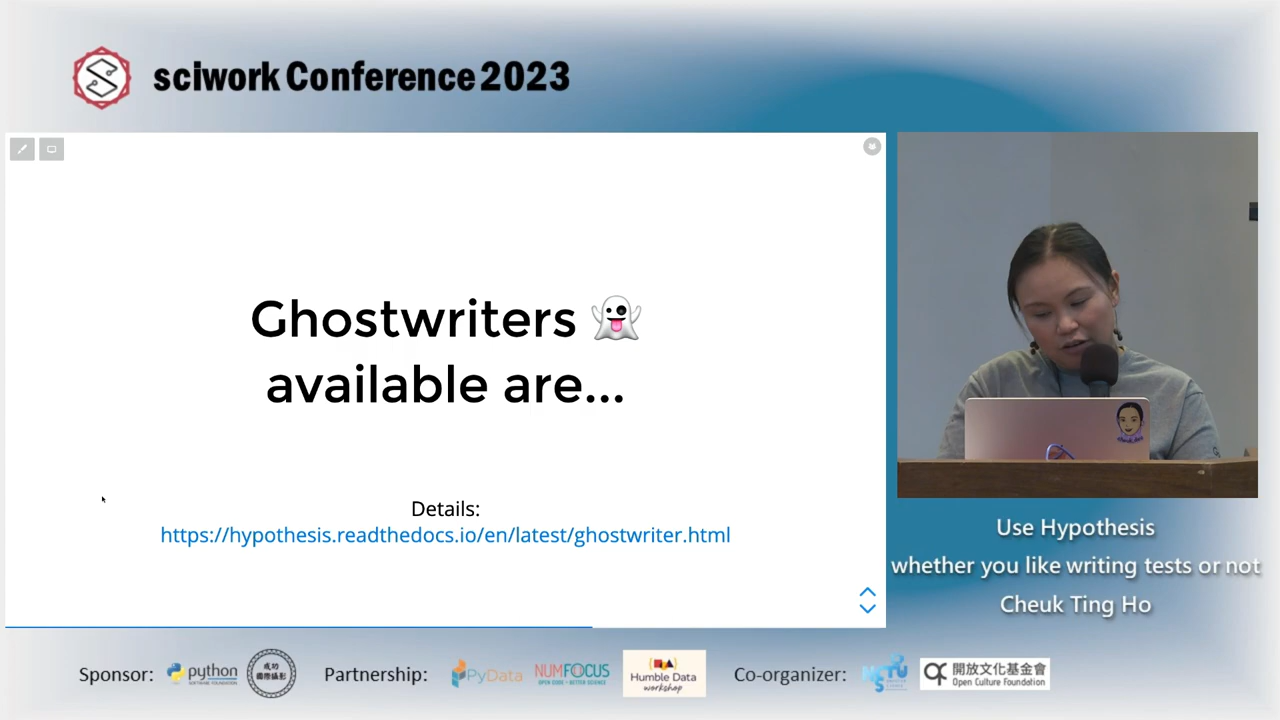 sciwork Conference 2023
Ghostwriters 👻
available are...
Details:
https://hypothesis.readthedocs.io/en/latest/ghostwriter.html
Use Hypothesis
whether you like writing tests or not
Cheuk Ting Ho
Sponsor:
python
Partnership:
PyData
NUMFOCUS
OPEN CODE = BETTER SCIENCE
Humble Data
workshop
Co-organizer:
開放文化基金會
Open Culture Foundation